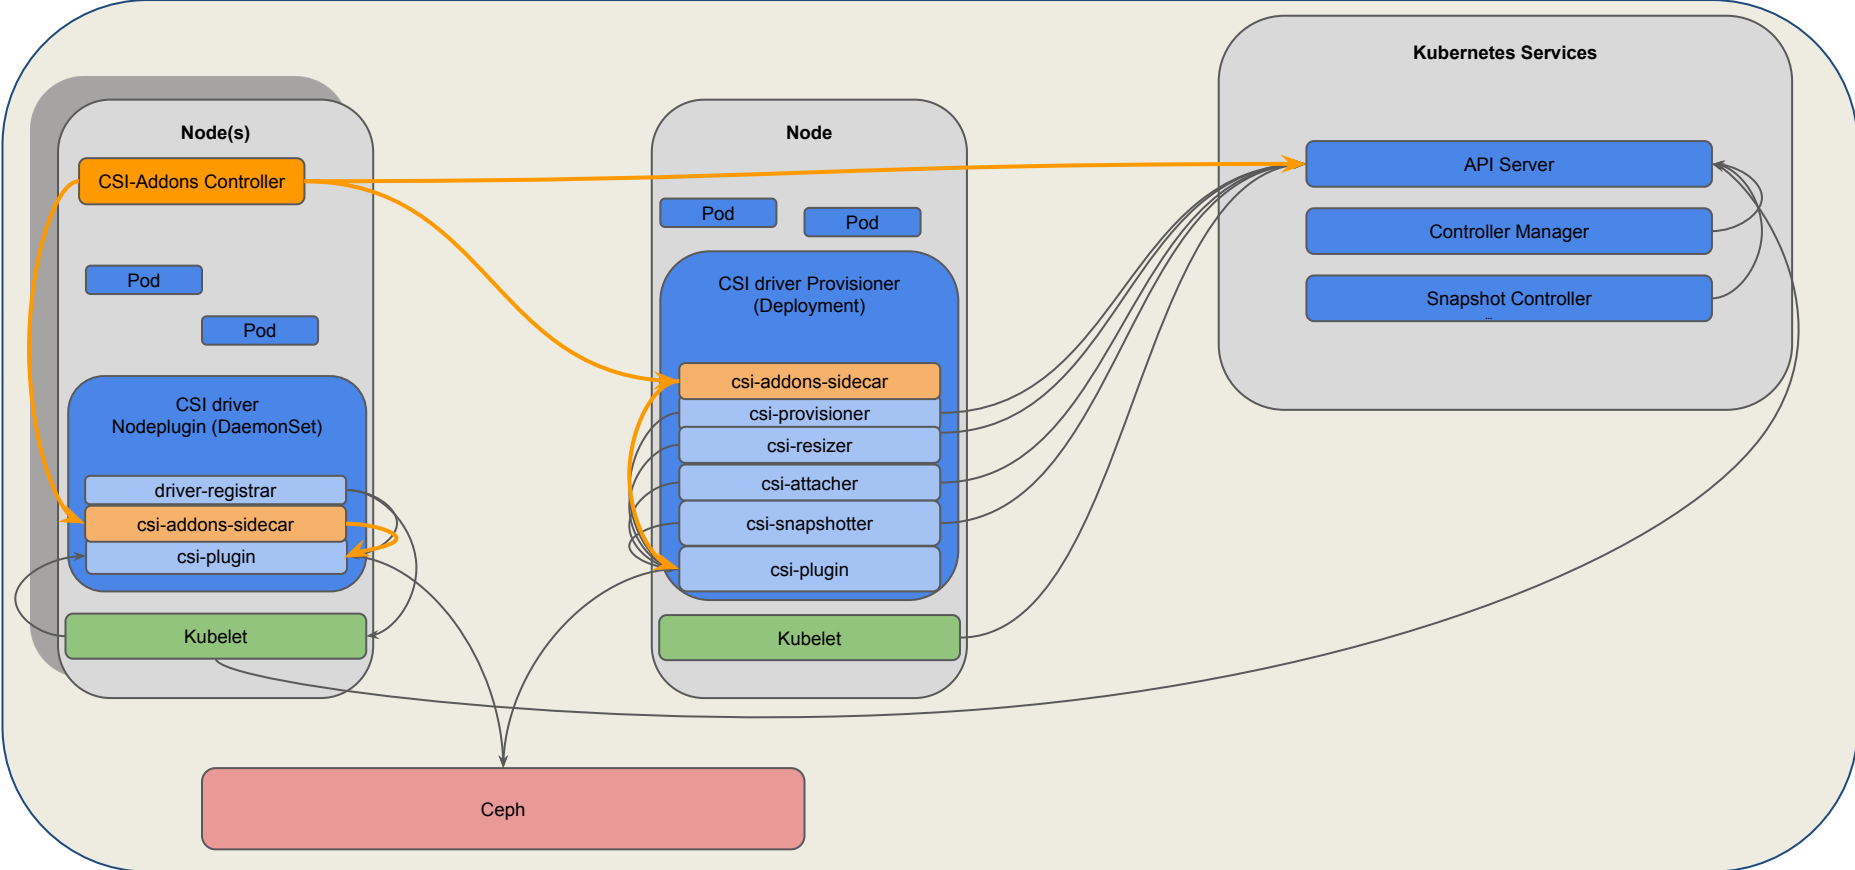 Node(s)
CSI-Addons Controller
Pod
Pod
CSI driver
Nodeplugin (DaemonSet)
driver-registrar
csi-addons-sidecar
csi-plugin
Kubelet
Node
Pod
Pod
CSI driver Provisioner
(Deployment)
csi-addons-sidecar
csi-provisioner
csi-resizer
csi-attacher
csi-snapshotter
csi-plugin
Kubelet
Kubernetes Services
API Server
Controller Manager
Snapshot Controller
...
Ceph